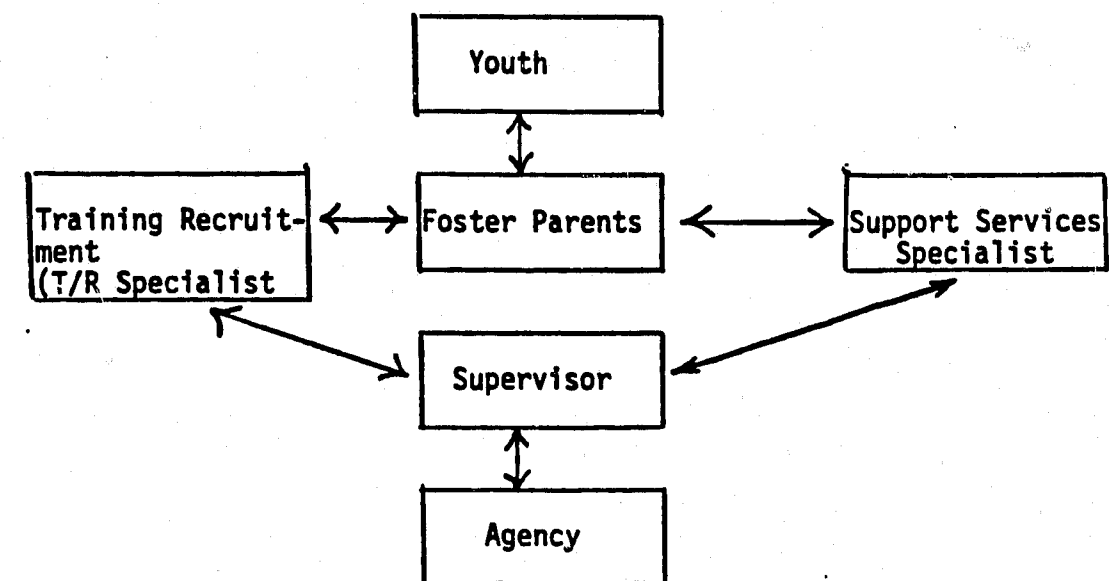 Youth
Training Recruit-
ment
(T/R Specialist
Foster Parents
Support Services
Specialist
Supervisor
Agency